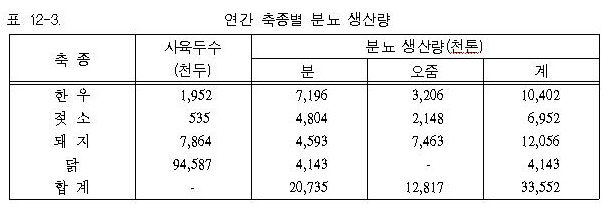 표 12-3. 연간 축종별 분뇨 생산량
축 종 사육두수 (천두) 분뇨 생산량(천톤)
분 오줌 계
한 우 1,952 7,196 3,206 10,402
젖 소 535 4,804 2,148 6,952
돼 지 7,864 4,593 7,463 12,056
닭 94,587 4,143 - 4,143
합 계 - 20,735 12,817 33,552